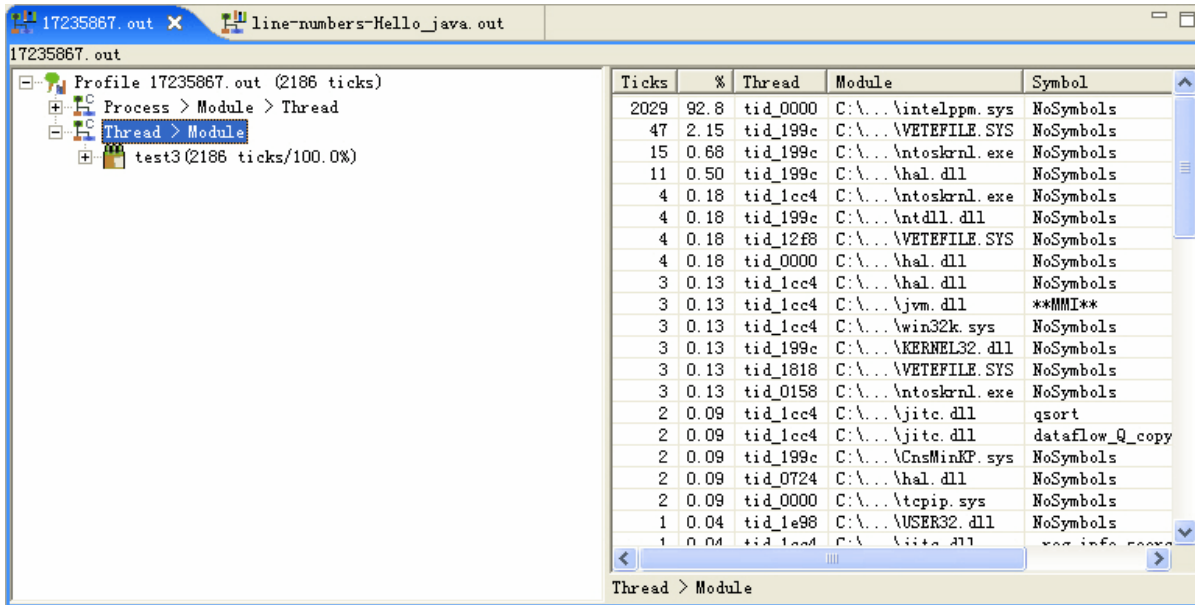 17235867.out line-numbers-Hello_java.out
17235867.out
Profile 17235867.out (2186 ticks)
Process > Module > Thread
Thread > Module
test3(2186 ticks/100.0%)
Ticks % Thread Module Symbol
2029 92.8 tid_0000 C:\...\intelppm.sys NoSymbols
47 2.15 tid_199c C:\...\VETEFILE.SYS NoSymbols
15 0.68 tid_199c C:\...\ntoskrnl.exe NoSymbols
11 0.50 tid_199c C:\...\hal.dll NoSymbols
4 0.18 tid_1cc4 C:\...\ntoskrnl.exe NoSymbols
4 0.18 tid_199c C:\...\ntdll.dll NoSymbols
4 0.18 tid_12f8 C:\...\VETEFILE.SYS NoSymbols
4 0.18 tid_0000 C:\...\hal.dll NoSymbols
3 0.13 tid_1cc4 C:\...\hal.dll NoSymbols
3 0.13 tid_1cc4 C:\...\jvm.dll **MMI**
3 0.13 tid_1cc4 C:\...\win32k.sys NoSymbols
3 0.13 tid_199c C:\...\KERNEL32.dll NoSymbols
3 0.13 tid_1818 C:\...\VETEFILE.SYS NoSymbols
3 0.13 tid_0158 C:\...\ntoskrnl.exe NoSymbols
2 0.09 tid_1cc4 C:\...\jitc.dll qsort
2 0.09 tid_1cc4 C:\...\jitc.dll dataflow_Q_copy
2 0.09 tid_199c C:\...\CnsMinKP.sys NoSymbols
2 0.09 tid_0724 C:\...\hal.dll NoSymbols
2 0.09 tid_0000 C:\...\tcpip.sys NoSymbols
1 0.04 tid_1e98 C:\...\USER32.dll NoSymbols
1 0.04 tid_1cc4 C:\...\jitc.dll
Thread > Module